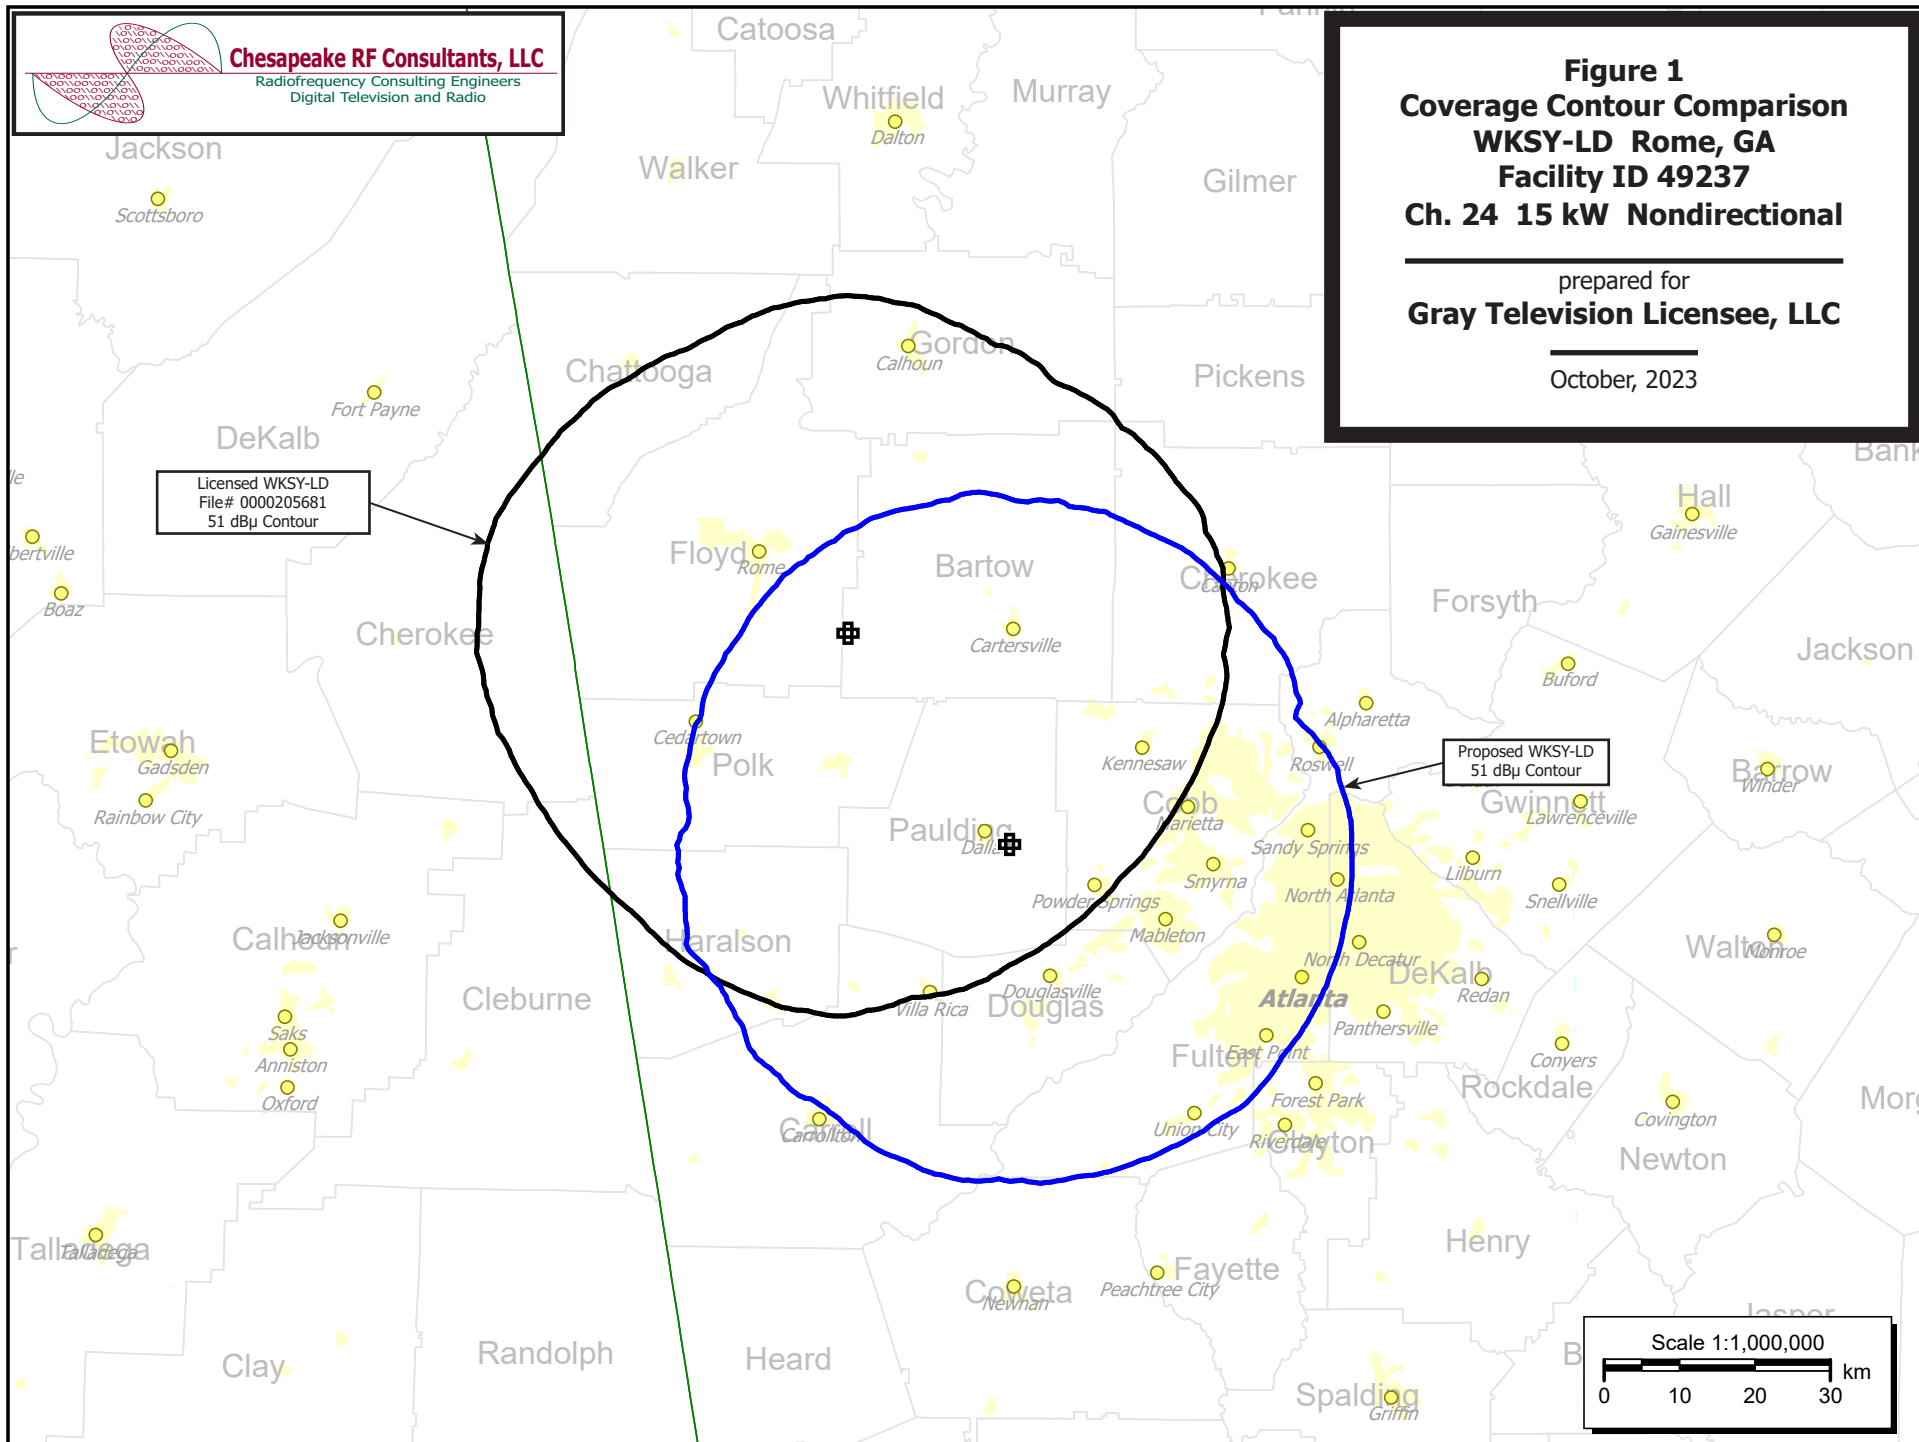 Chesapeake RF Consultants, LLC
Radiofrequency Consulting Engineers
Digital Television and Radio
Figure 1
Coverage Contour Comparison
WKSY-LD Rome, GA
Facility ID 49237
Ch. 24 15 kW Nondirectional
prepared for
Gray Television Licensee, LLC
October, 2023
Catoosa
Whitfield
Dalton
Murray
Jackson
Walker
Gilmer
Scottsboro
Gordon
Calhoun
Chattooga
Pickens
Fort Payne
DeKalb
Licensed WKSY-LD
File# 0000205681
51 dBµ Contour
Hall
Gainesville
bertville
Floyd
Rome
Bartow
Cherokee
Canton
Boaz
Forsyth
Cherokee
Cartersville
Jackson
Buford
Alpharetta
Cedartown
Etowah
Gadsden
Polk
Kennesaw
Roswell
Proposed WKSY-LD
51 dBµ Contour
Barrow
Winder
Rainbow City
Cobb
Marietta
Gwinnett
Lawrenceville
Paulding
Dallas
Sandy Springs
Smyrna
Lilburn
North Atlanta
Snellville
Powder Springs
Calhoun
Jacksonville
Haralson
Mableton
Walton
Monroe
North Decatur
DeKalb
Redan
Cleburne
Douglasville
Douglas
Villa Rica
Atlanta
Panthersville
Saks
Anniston
Fulton
East Point
Conyers
Oxford
Forest Park
Rockdale
Covington
Carroll
Carrollton
Union City
Riverdale
Clayton
Newton
Talladega
Talladega
Henry
Coweta
Newnan
Peachtree City
Fayette
Jasper
Clay
Randolph
Heard
Spalding
Griffin
Scale 1:1,000,000
km
0 10 20 30